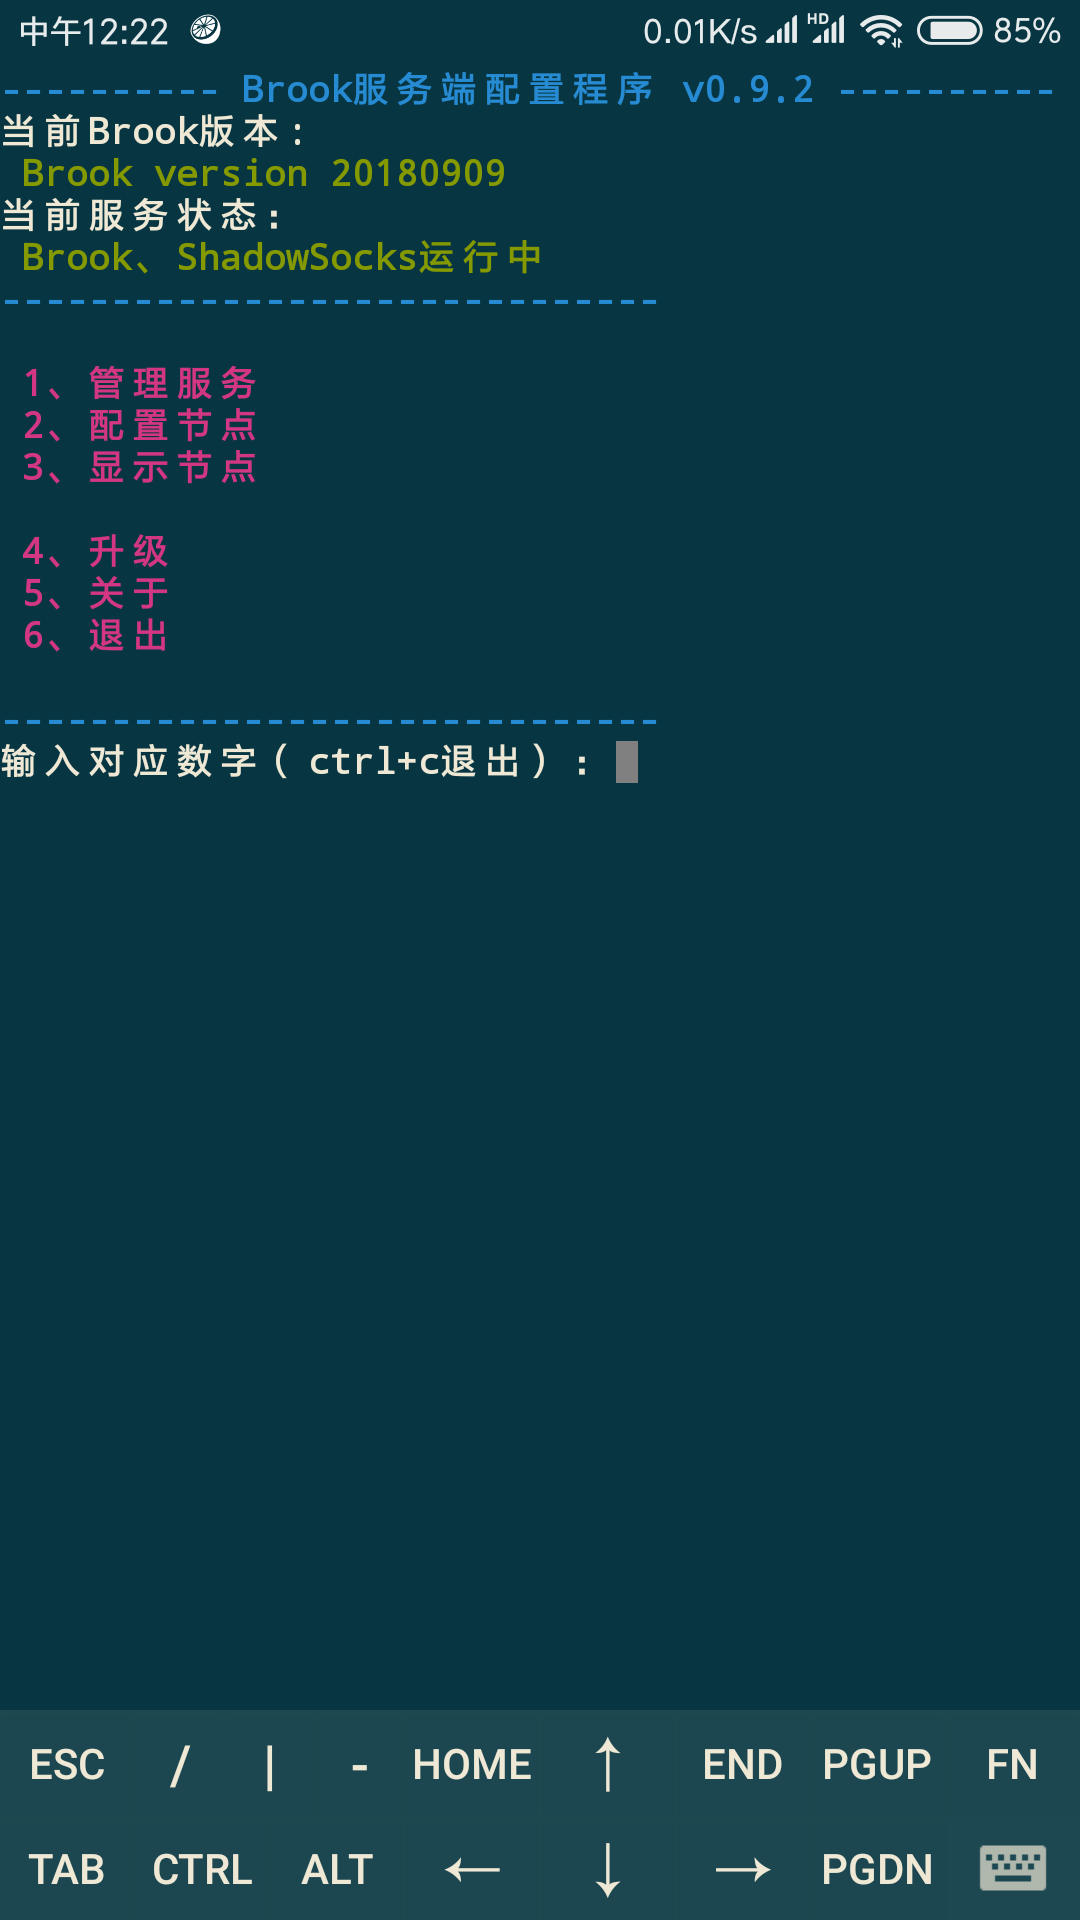 中午12:22 0.01K/s HD 85%
---------- Brook服务端配置程序 v0.9.2 ----------
当前Brook版本：
Brook version 20180909
当前服务状态：
Brook、ShadowSocks运行中
------------------------------
1、管理服务
2、配置节点
3、显示节点
4、升级
5、关于
6、退出
------------------------------
输入对应数字（ctrl+c退出）：
ESC / | - HOME ↑ END PGUP FN
TAB CTRL ALT ← ↓ → PGDN